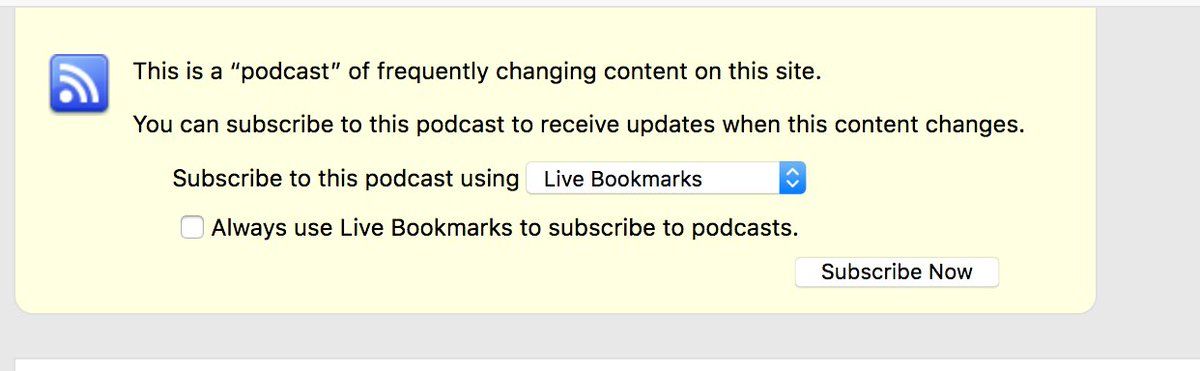 This is a “podcast” of frequently changing content on this site.
You can subscribe to this podcast to receive updates when this content changes.
Subscribe to this podcast using Live Bookmarks
Always use Live Bookmarks to subscribe to podcasts.
Subscribe Now